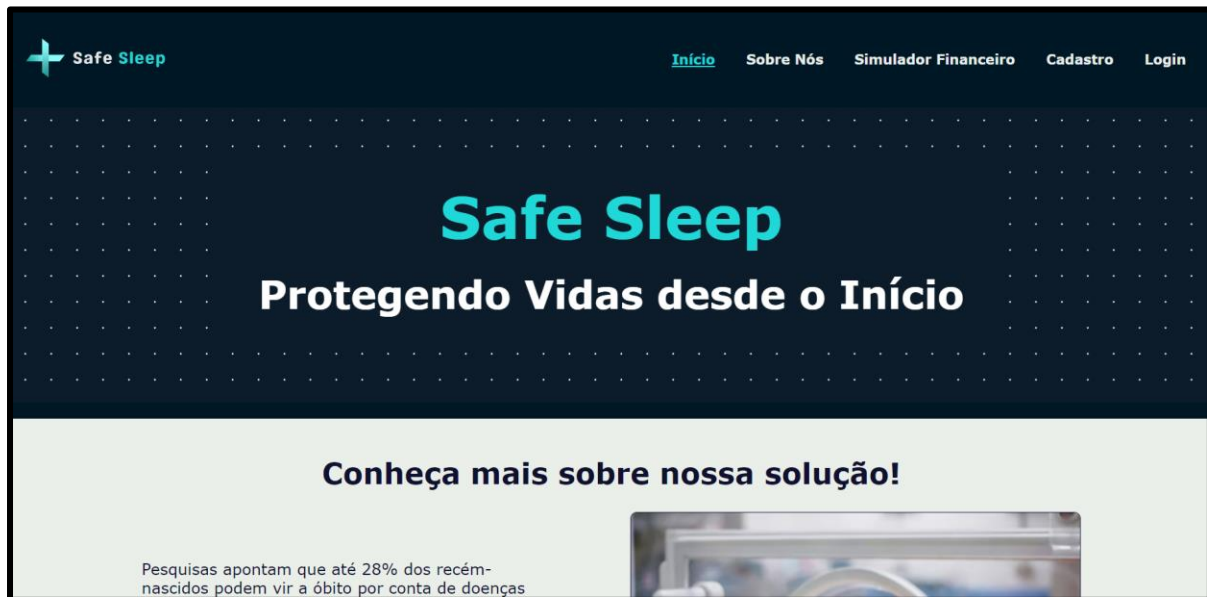 Safe Sleep
Início Sobre Nós Simulador Financeiro Cadastro Login
Safe Sleep
Protegendo Vidas desde o Início
Conheça mais sobre nossa solução!
Pesquisas apontam que até 28% dos recém-
nascidos podem vir a óbito por conta de doenças